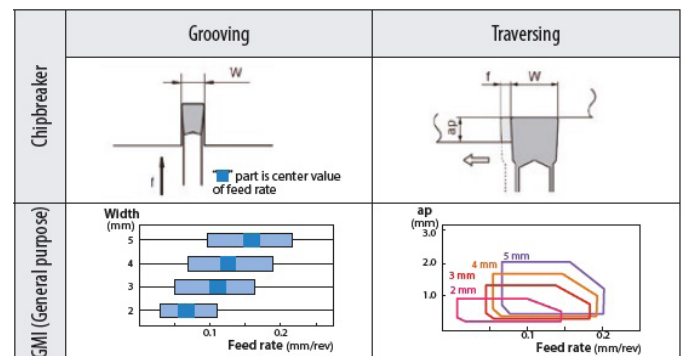 Grooving
Traversing
Chipbreaker
W
f
"■" part is center value
of feed rate
f
W
ap
GMI (General purpose)
Width
(mm)
5
4
3
2
0.1
0.2
Feed rate (mm/rev)
ap
(mm)
3.0
2.0
1.0
5 mm
4 mm
3 mm
2 mm
0.1
0.2
Feed rate (mm/rev)